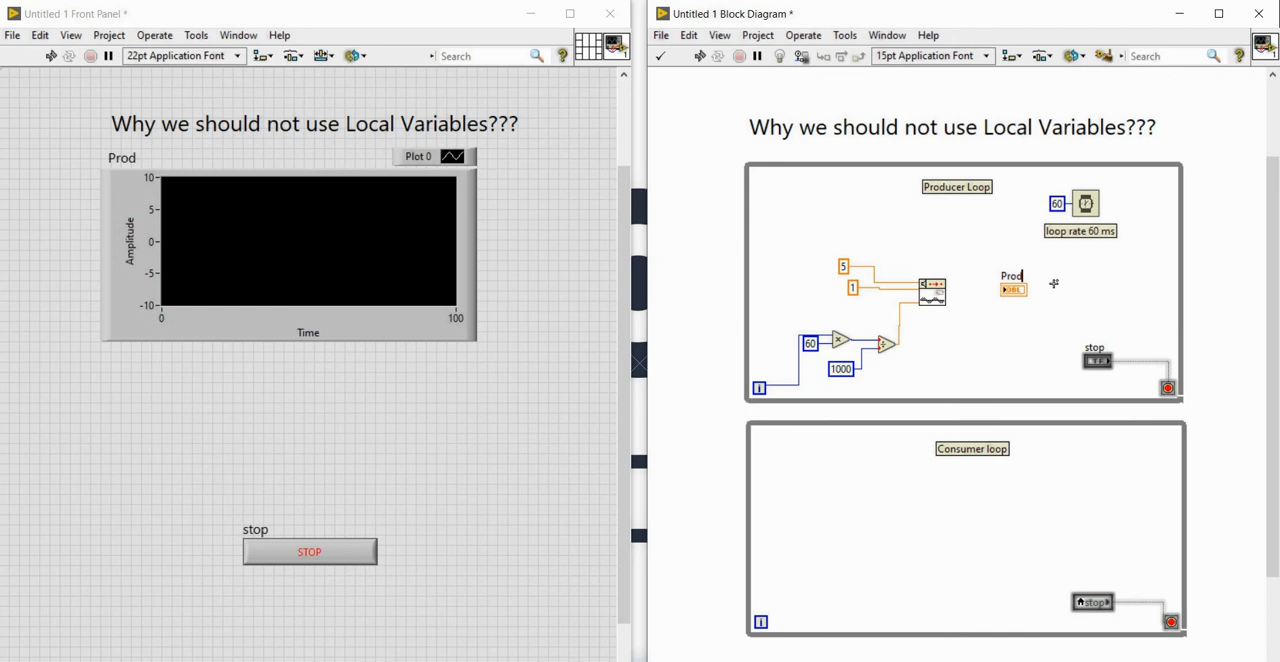 Untitled 1 Front Panel *
File Edit View Project Operate Tools Window Help
22pt Application Font
Search
?
1
Why we should not use Local Variables???
Prod
Plot 0
10
5
0
-5
-10
Amplitude
0
100
Time
stop
STOP
Untitled 1 Block Diagram *
File Edit View Project Operate Tools Window Help
15pt Application Font
Search
?
1
Why we should not use Local Variables???
Producer Loop
60
loop rate 60 ms
5
1
Prod
DBL
60
1000
stop
TF
i
Consumer loop
stop
i